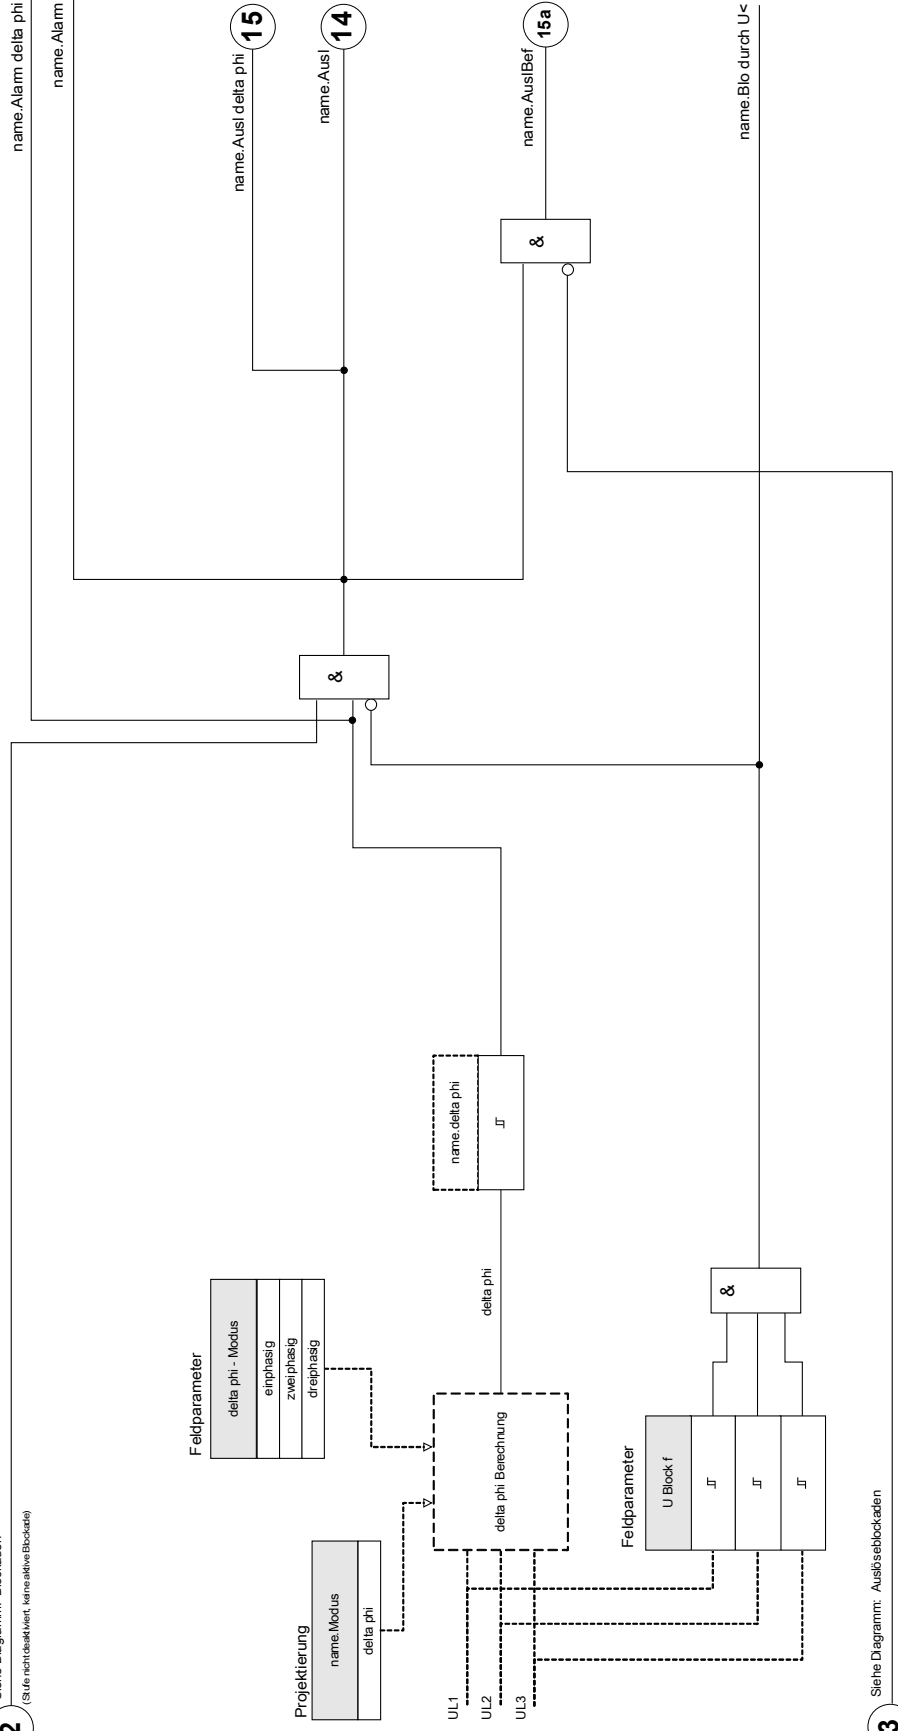 name.Alarm delta phi
name.Alarm
15
name.Ausl delta phi
14
name.Ausl
15a
name.AuslBef
name.Blo durch U<
&
&
Feldparameter
delta phi - Modus
einphasig
zweiphasig
dreiphasig
name.delta phi
delta phi
Projektierung
name.Modus
delta phi
delta phi Berechnung
UL1
UL2
UL3
Feldparameter
U Block f
&
2
(Stufe nicht deaktiviert, keine aktive Blockade)
3
Siehe Diagramm: Auslöseblockaden